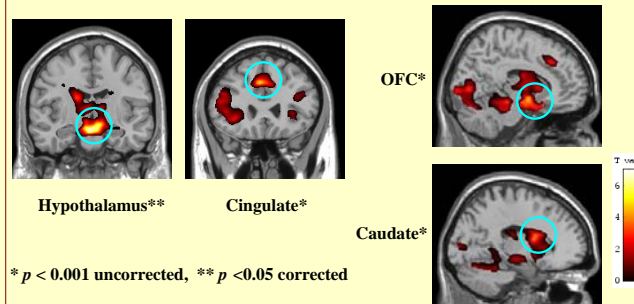 OFC*
Hypothalamus**
Cingulate*
Caudate*
* p < 0.001 uncorrected, ** p <0.05 corrected
T
6
4
2
0